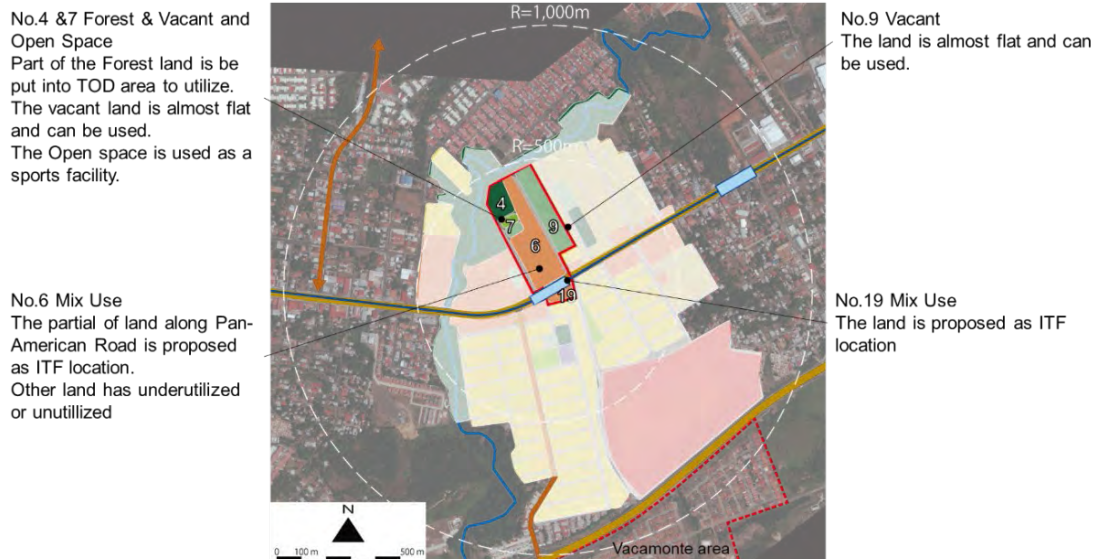 No.4 &7 Forest & Vacant and
Open Space
Part of the Forest land is be
put into TOD area to utilize.
The vacant land is almost flat
and can be used.
The Open space is used as a
sports facility.
No.6 Mix Use
The partial of land along Pan-
American Road is proposed
as ITF location.
Other land has underutilized
or unutillized
R=1,000m
R=500m
4
7
9
6
19
N
0 100 m 500 m
Vacamonte area
No.9 Vacant
The land is almost flat and can
be used.
No.19 Mix Use
The land is proposed as ITF
location